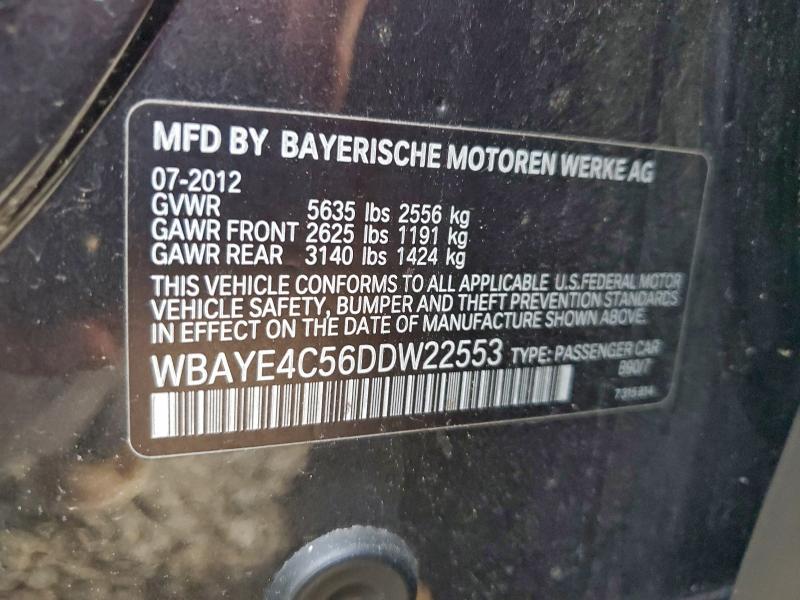 MFD BY BAYERISCHE MOTOREN WERKE AG
07-2012
GVWR 5635 lbs 2556 kg
GAWR FRONT 2625 lbs 1191 kg
GAWR REAR 3140 lbs 1424 kg
THIS VEHICLE CONFORMS TO ALL APPLICABLE U.S.FEDERAL MOTOR
VEHICLE SAFETY, BUMPER AND THEFT PREVENTION STANDARDS
IN EFFECT ON THE DATE OF MANUFACTURE SHOWN ABOVE.
WBAYE4C56DDW22553 TYPE: PASSENGER CAR